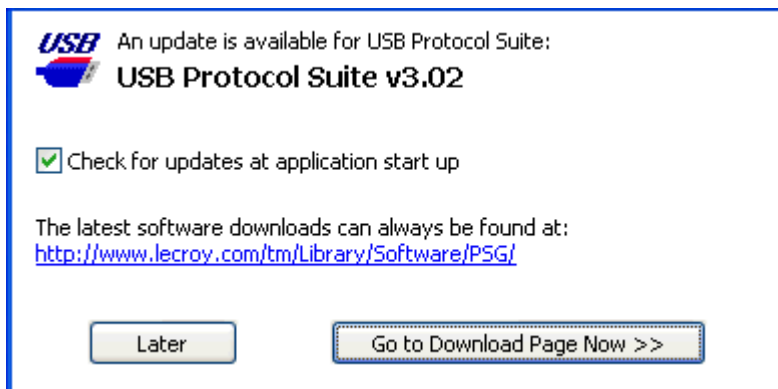 USB An update is available for USB Protocol Suite:
USB Protocol Suite v3.02
Check for updates at application start up
The latest software downloads can always be found at:
http://www.lecroy.com/tm/Library/Software/PSG/
Later
Go to Download Page Now >>